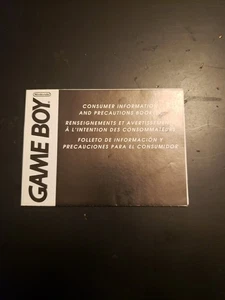 Nintendo
GAME BOY
CONSUMER INFORMATION
AND PRECAUTIONS BOOKLET
RENSEIGNEMENTS ET AVERTISSEMENTS
À L'INTENTION DES CONSOMMATEURS
FOLLETO DE INFORMACIÓN Y
PRECAUCIONES PARA EL CONSUMIDOR